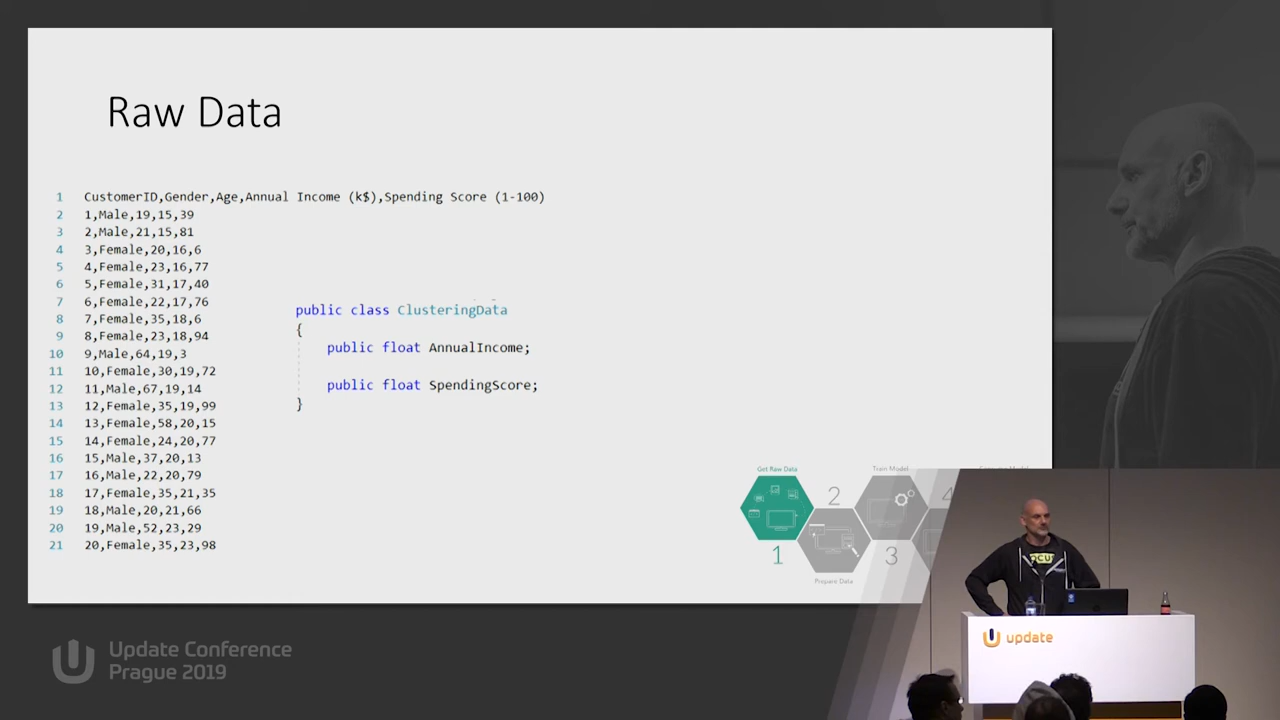 Raw Data
1 CustomerID,Gender,Age,Annual Income (k$),Spending Score (1-100)
2 1,Male,19,15,39
3 2,Male,21,15,81
4 3,Female,20,16,6
5 4,Female,23,16,77
6 5,Female,31,17,40
7 6,Female,22,17,76
8 7,Female,35,18,6
9 8,Female,23,18,94
10 9,Male,64,19,3
11 10,Female,30,19,72
12 11,Male,67,19,14
13 12,Female,35,19,99
14 13,Female,58,20,15
15 14,Female,24,20,77
16 15,Male,37,20,13
17 16,Male,22,20,79
18 17,Female,35,21,35
19 18,Male,20,21,66
20 19,Male,52,23,29
21 20,Female,35,23,98
public class ClusteringData
{
public float AnnualIncome;
public float SpendingScore;
}
Get Raw Data
1
2
Prepare Data
Train Model
3
4
update
Update Conference
Prague 2019